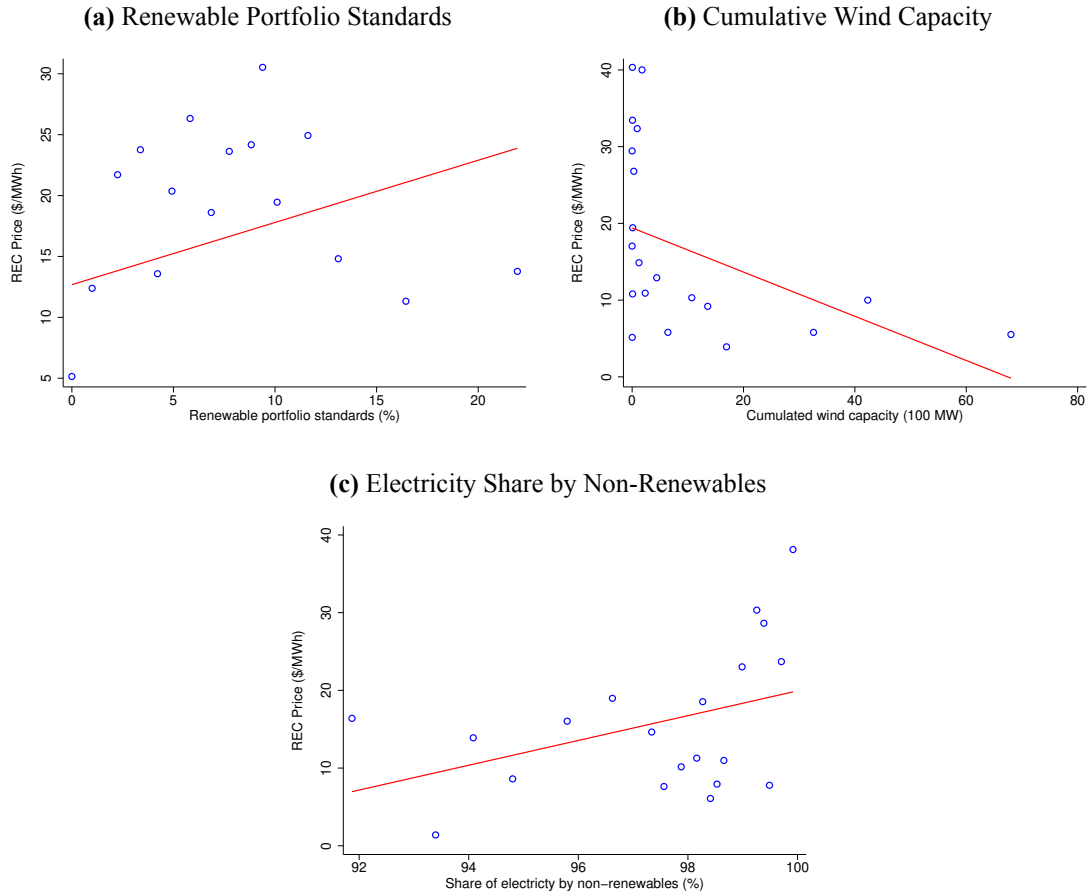 (a) Renewable Portfolio Standards
REC Price ($/MWh)
30
25
20
15
10
5
0 5 10 15 20
Renewable portfolio standards (%)
(b) Cumulative Wind Capacity
REC Price ($/MWh)
40
30
20
10
0
0 20 40 60 80
Cumulated wind capacity (100 MW)
(c) Electricity Share by Non-Renewables
REC Price ($/MWh)
40
30
20
10
0
92 94 96 98 100
Share of electricty by non-renewables (%)